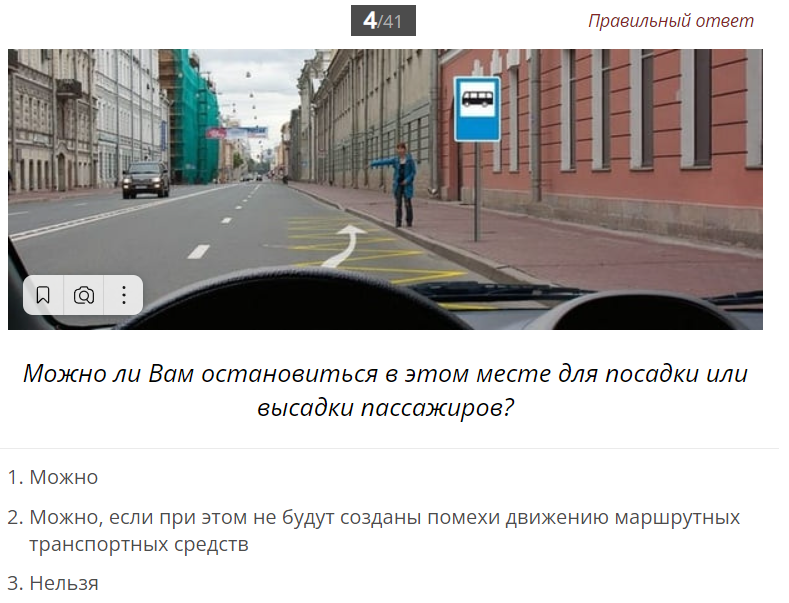 4/41
Правильный ответ
Можно ли Вам остановиться в этом месте для посадки или
высадки пассажиров?
1. Можно
2. Можно, если при этом не будут созданы помехи движению маршрутных
транспортных средств
3. Нельзя